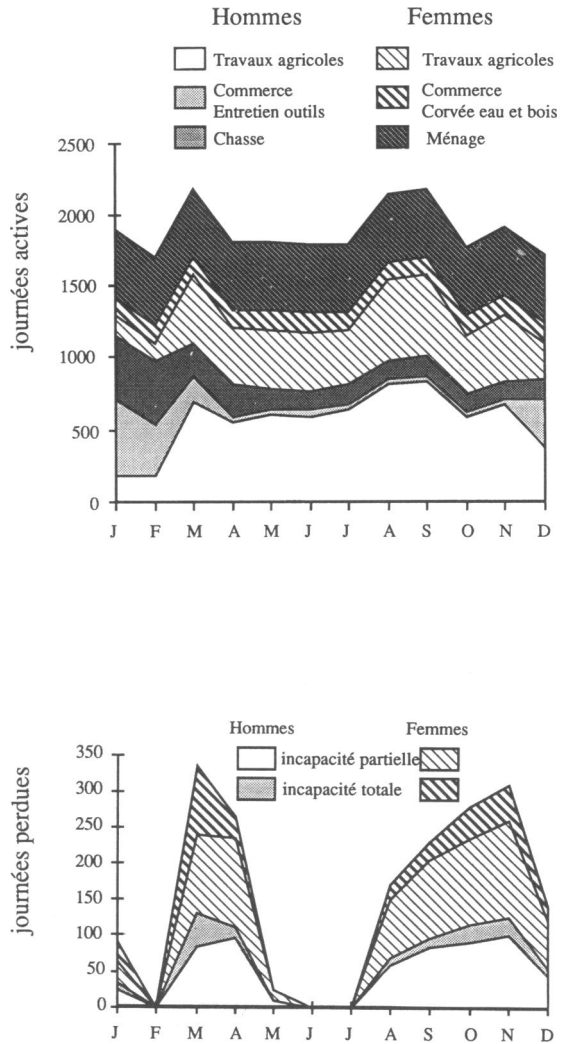 Hommes Femmes
Travaux agricoles Travaux agricoles
Commerce Commerce
Entretien outils Corvée eau et bois
Chasse Ménage
2500
2000
1500
1000
500
0
journées actives
J F M A M J J A S O N D
Hommes Femmes
incapacité partielle
incapacité totale
350
300
250
200
150
100
50
0
journées perdues
J F M A M J J A S O N D